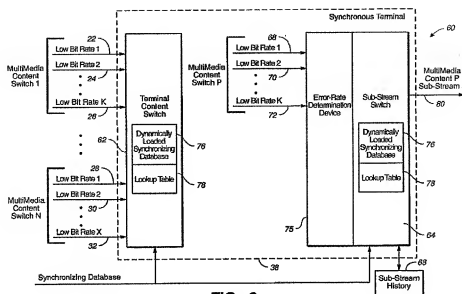 Synchronous Terminal
60
22
Low Bit Rate 1
Low Bit Rate 2
24
Low Bit Rate K
26
MultiMedia
Content
Switch 1
62
Terminal
Content
Switch
Dynamically
Loaded
Synchronizing
Database
76
Lookup Table
78
28
Low Bit Rate 1
Low Bit Rate 2
30
Low Bit Rate X
32
MultiMedia
Content
Switch N
68
Low Bit Rate 1
Low Bit Rate 2
70
Low Bit Rate K
72
MultiMedia
Content
Switch P
Error-Rate
Determination
Device
75
Sub-Stream
Switch
Dynamically
Loaded
Synchronizing
Database
76
Lookup Table
78
64
MultiMedia
Content P
Sub-Stream
80
38
Synchronizing Database
68
Sub-Stream
History